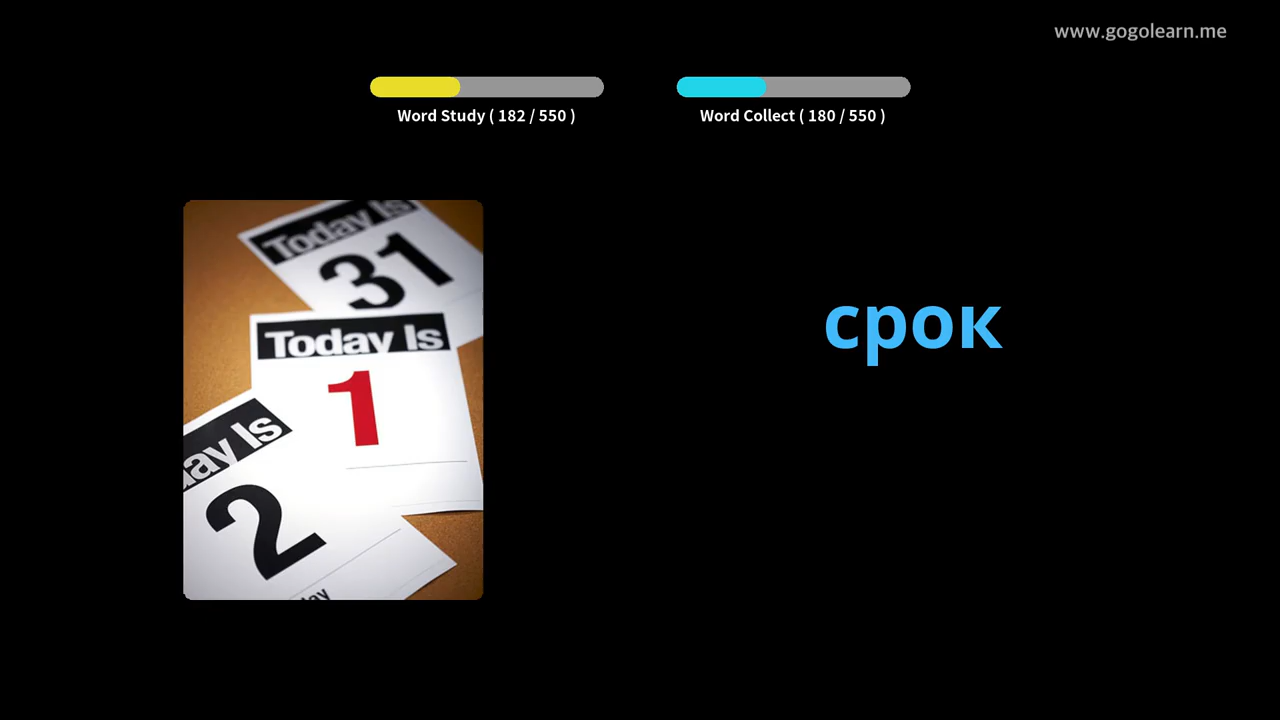 www.gogolearn.me
Word Study ( 182 / 550 )
Word Collect ( 180 / 550 )
Today Is
31
Today Is
1
ay Is
2
ay
срок